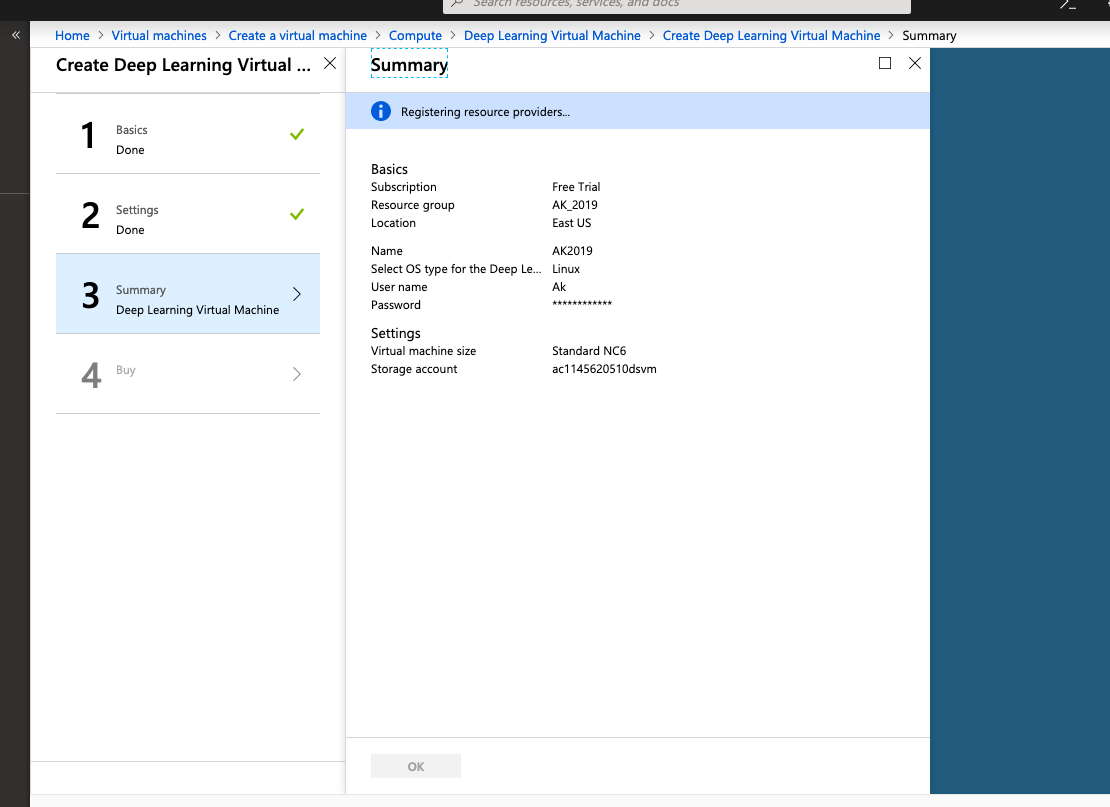 Search resources, services, and docs
Home > Virtual machines > Create a virtual machine > Compute > Deep Learning Virtual Machine > Create Deep Learning Virtual Machine > Summary
Create Deep Learning Virtual ...
1
Basics
Done
2
Settings
Done
3
Summary
Deep Learning Virtual Machine
4
Buy
Summary
Registering resource providers...
Basics
Subscription Free Trial
Resource group AK_2019
Location East US
Name AK2019
Select OS type for the Deep Le... Linux
User name Ak
Password ************
Settings
Virtual machine size Standard NC6
Storage account ac1145620510dsvm
OK